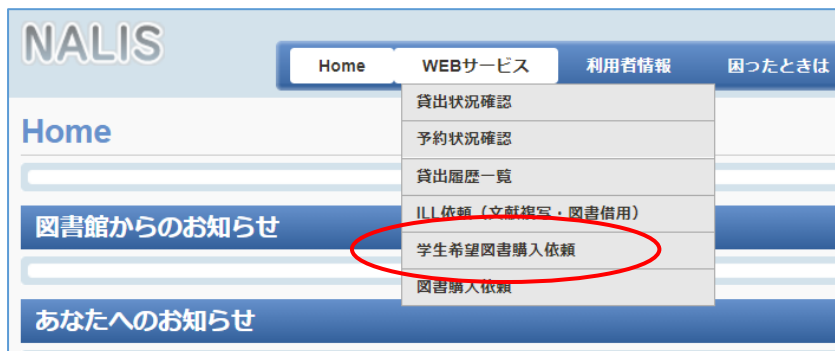 NALIS
Home WEBサービス 利用者情報 困ったときは
貸出状況確認
Home
予約状況確認
貸出履歴一覧
ILL依頼（文献複写・図書借用）
図書館からのお知らせ
学生希望図書購入依頼
図書購入依頼
あなたへのお知らせ